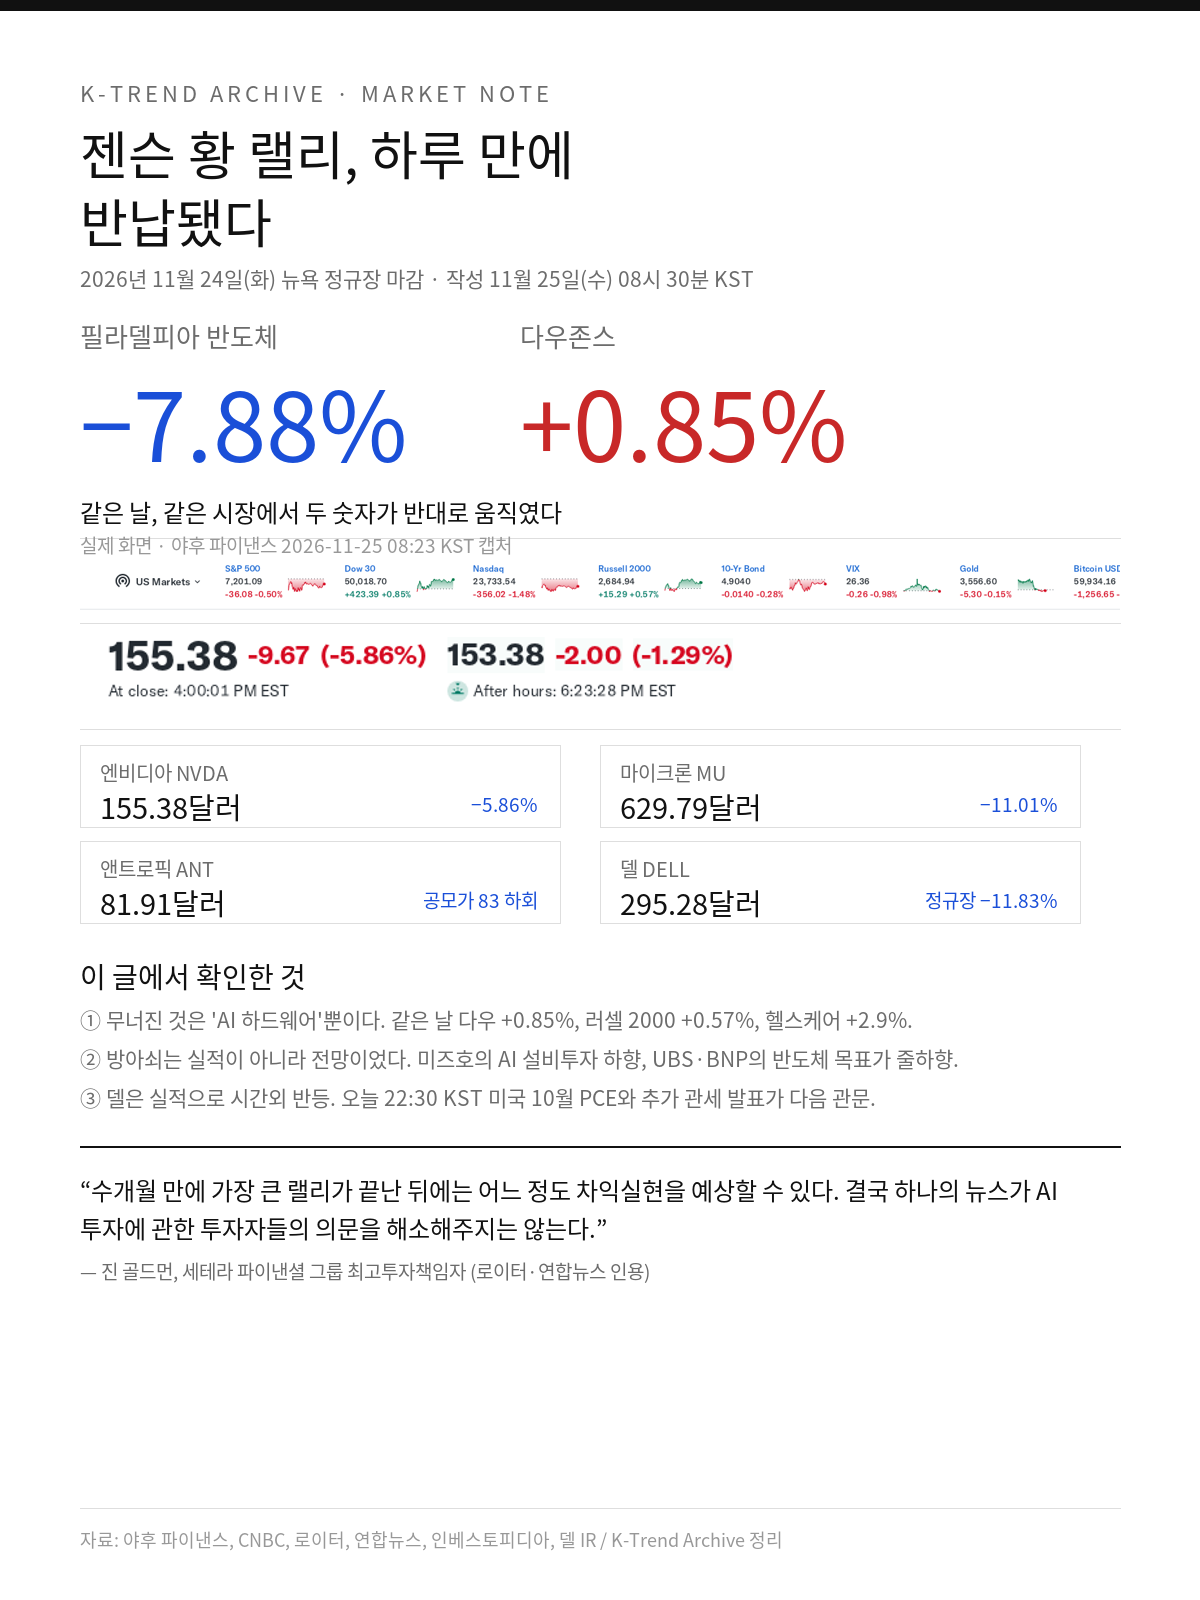 K-TREND ARCHIVE · MARKET NOTE
젠슨 황 랠리, 하루 만에
반납됐다
2026년 11월 24일(화) 뉴욕 정규장 마감 · 작성 11월 25일(수) 08시 30분 KST
필라델피아 반도체
다우존스
−7.88%
+0.85%
같은 날, 같은 시장에서 두 숫자가 반대로 움직였다
실제 화면 · 야후 파이낸스 2026-11-25 08:23 KST 캡처
US Markets
S&P 500
7,201.09
-36.08 -0.50%
Dow 30
50,018.70
+423.39 +0.85%
Nasdaq
23,733.54
-356.02 -1.48%
Russell 2000
2,684.94
+15.29 +0.57%
10-Yr Bond
4.9040
-0.0140 -0.28%
VIX
26.36
-0.26 -0.98%
Gold
3,556.60
-5.30 -0.15%
Bitcoin USD
59,934.16
-1,256.65 -
155.38 -9.67 (-5.86%)
At close: 4:00:01 PM EST
153.38 -2.00 (-1.29%)
After hours: 6:23:28 PM EST
엔비디아 NVDA
155.38달러 −5.86%
마이크론 MU
629.79달러 −11.01%
앤트로픽 ANT
81.91달러 공모가 83 하회
델 DELL
295.28달러 정규장 −11.83%
이 글에서 확인한 것
① 무너진 것은 'AI 하드웨어'뿐이다. 같은 날 다우 +0.85%, 러셀 2000 +0.57%, 헬스케어 +2.9%.
② 방아쇠는 실적이 아니라 전망이었다. 미즈호의 AI 설비투자 하향, UBS·BNP의 반도체 목표가 줄하향.
③ 델은 실적으로 시간외 반등. 오늘 22:30 KST 미국 10월 PCE와 추가 관세 발표가 다음 관문.
“수개월 만에 가장 큰 랠리가 끝난 뒤에는 어느 정도 차익실현을 예상할 수 있다. 결국 하나의 뉴스가 AI
투자에 관한 투자자들의 의문을 해소해주지는 않는다.”
— 진 골드먼, 세테라 파이낸셜 그룹 최고투자책임자 (로이터·연합뉴스 인용)
자료: 야후 파이낸스, CNBC, 로이터, 연합뉴스, 인베스토피디아, 델 IR / K-Trend Archive 정리